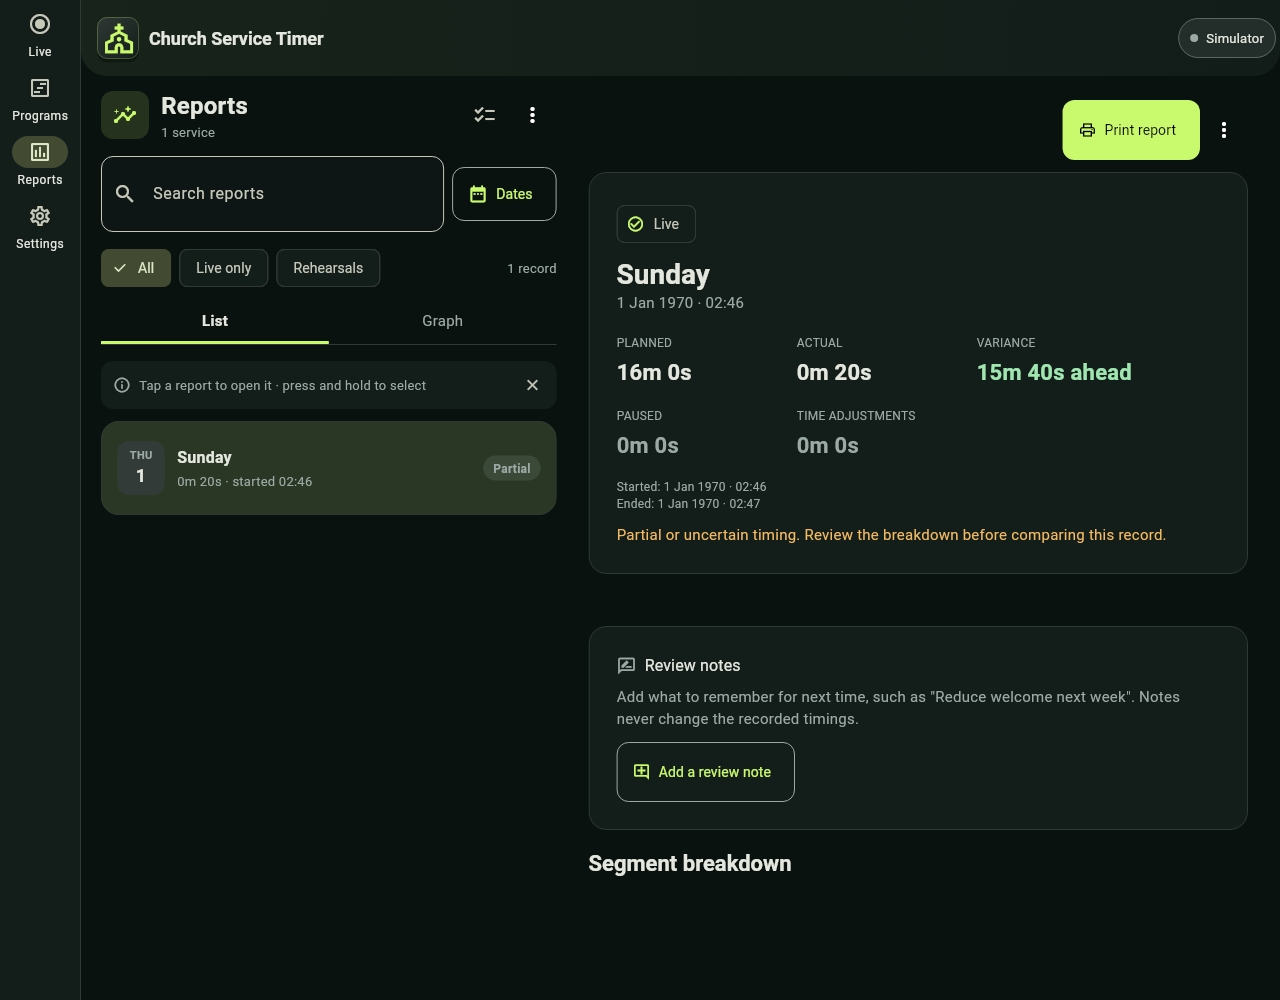 Live
Programs
Reports
Settings
Church Service Timer
Simulator
Reports
1 service
Search reports
Dates
All
Live only
Rehearsals
1 record
List
Graph
Tap a report to open it · press and hold to select
THU
1
Sunday
0m 20s · started 02:46
Partial
Print report
Live
Sunday
1 Jan 1970 · 02:46
PLANNED
16m 0s
ACTUAL
0m 20s
VARIANCE
15m 40s ahead
PAUSED
0m 0s
TIME ADJUSTMENTS
0m 0s
Started: 1 Jan 1970 · 02:46
Ended: 1 Jan 1970 · 02:47
Partial or uncertain timing. Review the breakdown before comparing this record.
Review notes
Add what to remember for next time, such as "Reduce welcome next week". Notes
never change the recorded timings.
Add a review note
Segment breakdown